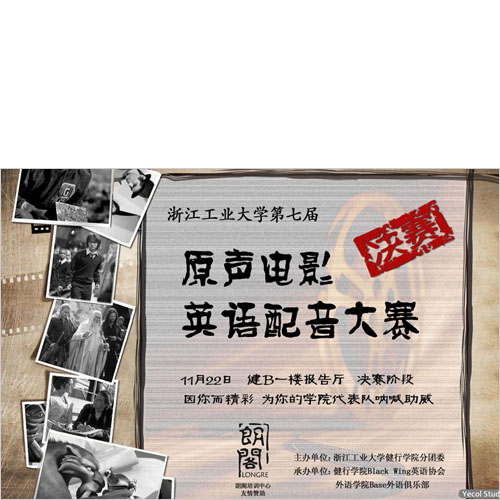 浙江工业大学第七届
决赛
原声电影
英语配音大赛
11月22日 健B一楼报告厅 决赛阶段
因你而精彩 为你的学院代表队呐喊助威
朗阁
LONGRE
朗阁培训中心
友情赞助
主办单位:浙江工业大学健行学院分团委
承办单位:健行学院Black Wing英语协会
外语学院Base外语俱乐部
Yecol Stud